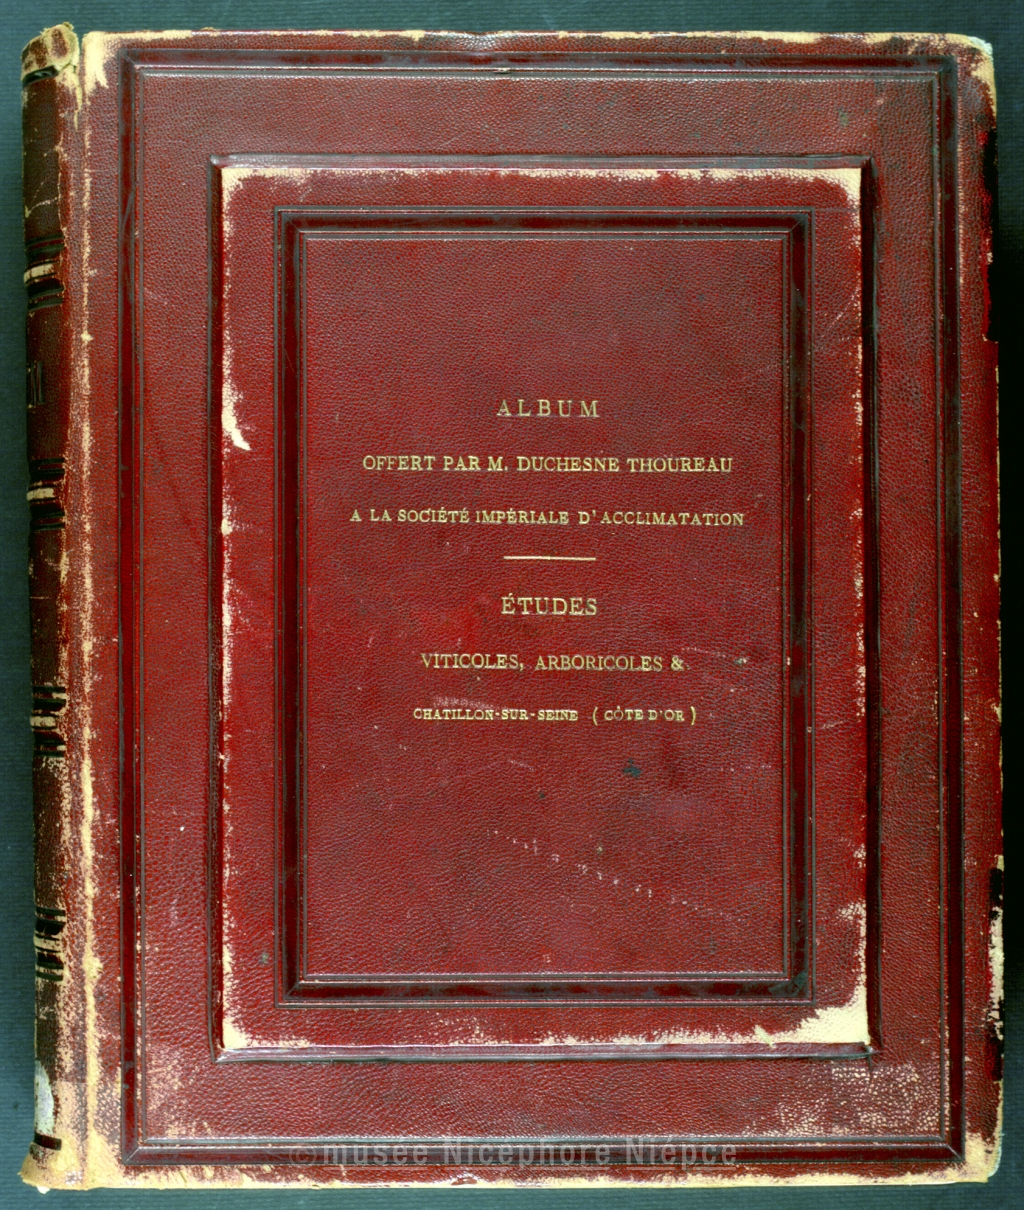 ALBUM
OFFERT PAR M. DUCHESNE THOUREAU
A LA SOCIÉTÉ IMPÉRIALE D'ACCLIMATATION
ÉTUDES
VITICOLES, ARBORICOLES &
CHATILLON-SUR-SEINE (CÔTE D'OR)
© musée Nicéphore Niépce